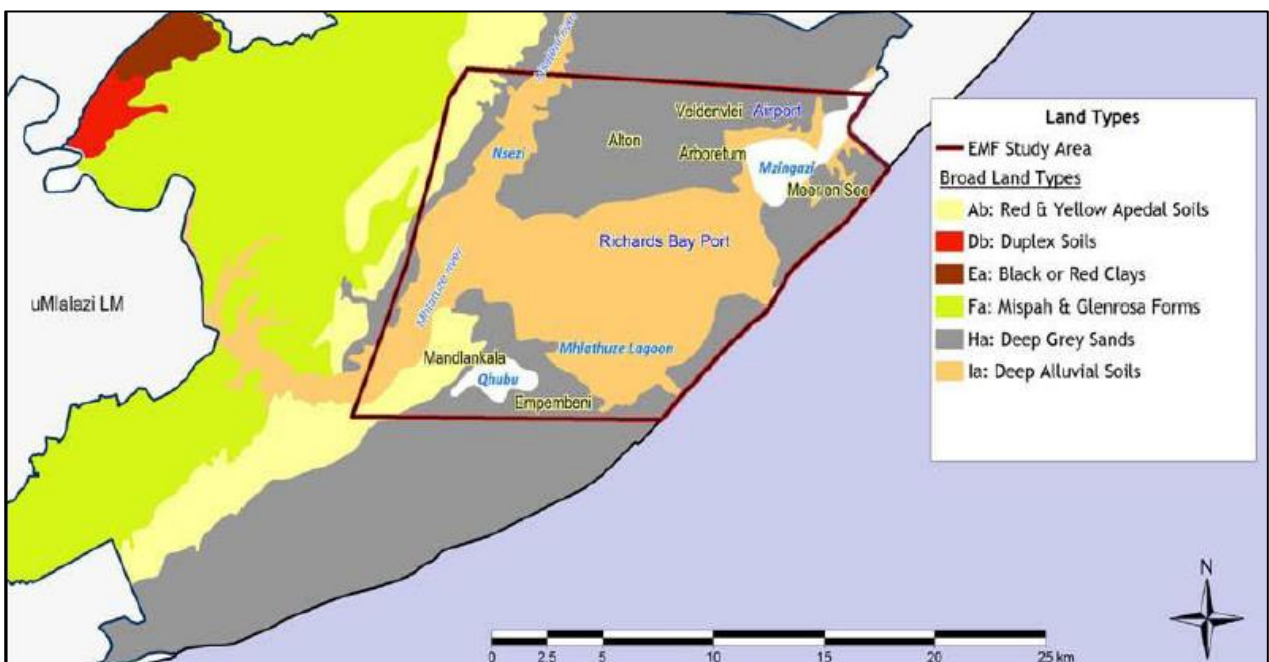 Land Types
EMF Study Area
Broad Land Types
Ab: Red & Yellow Apedal Soils
Db: Duplex Soils
Ea: Black or Red Clays
Fa: Mispah & Glenrosa Forms
Ha: Deep Grey Sands
Ia: Deep Alluvial Soils
Veldenvlei
Airport
Alton
Nsezi
Arboretum
Mzingazi
Meer en See
Richards Bay Port
uMlalazi LM
Mhlatuze River
Mandlankala
Mhlathuze Lagoon
Qhubu
Empembeni
N
0 2.5 5 10 15 20 25 km